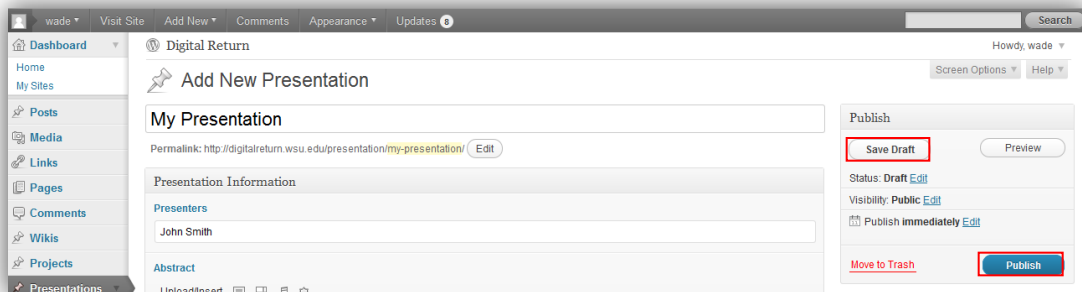 wade Visit Site Add New Comments Appearance Updates 8 Search
Dashboard
Home
My Sites
Posts
Media
Links
Pages
Comments
Wikis
Projects
Presentations
Digital Return Howdy, wade
Screen Options Help
Add New Presentation
My Presentation
Permalink: http://digitalreturn.wsu.edu/presentation/my-presentation/ Edit
Presentation Information
Presenters
John Smith
Abstract
Upload/Insert
Publish
Save Draft Preview
Status: Draft Edit
Visibility: Public Edit
Publish immediately Edit
Move to Trash Publish